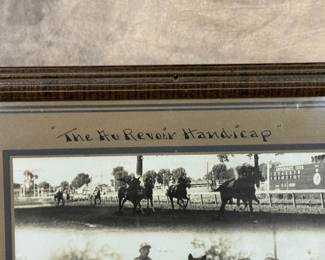 "The Au Revoir Handicap"